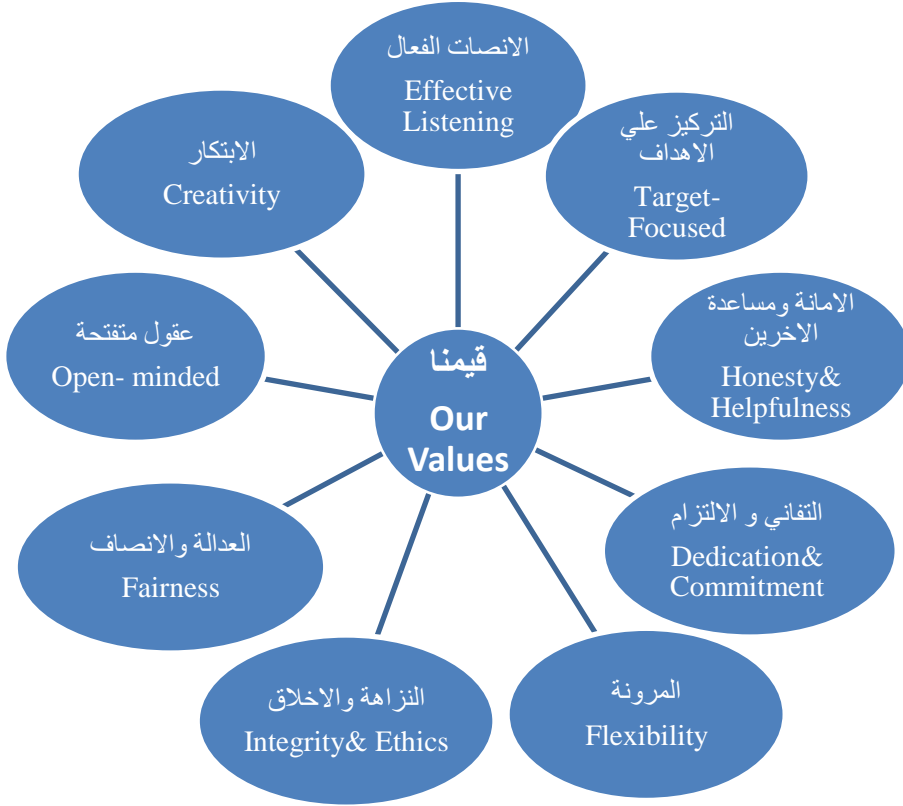 الانصات الفعال
Effective
Listening
التركيز علي
الاهداف
Target-
Focused
الامانة ومساعدة
الاخرين
Honesty&
Helpfulness
التفاني و الالتزام
Dedication&
Commitment
المرونة
Flexibility
النزاهة والاخلاق
Integrity& Ethics
العدالة والانصاف
Fairness
عقول متفتحة
Open- minded
الابتكار
Creativity
قيمنا
Our
Values